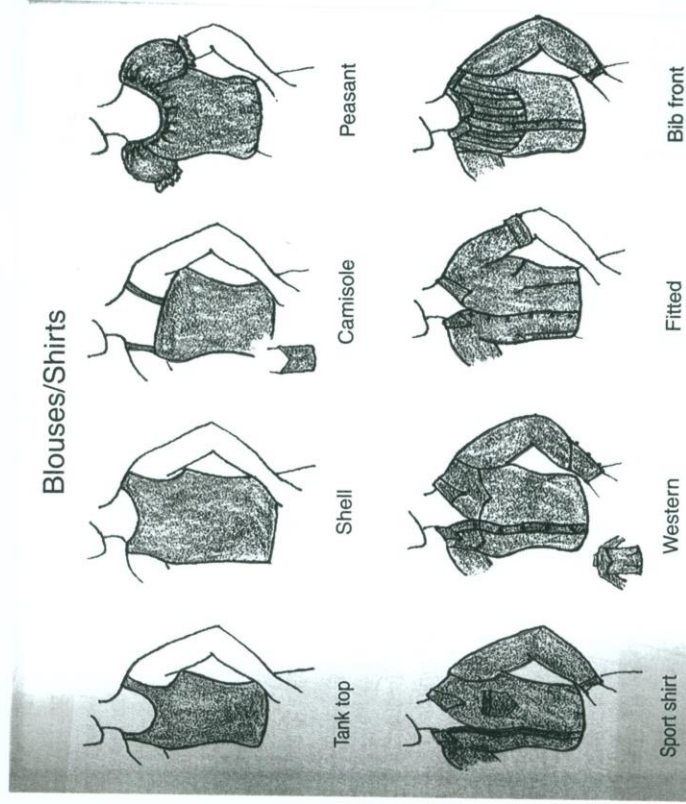 Blouses/Shirts
Tank top
Shell
Camisole
Peasant
Sport shirt
Western
Fitted
Bib front